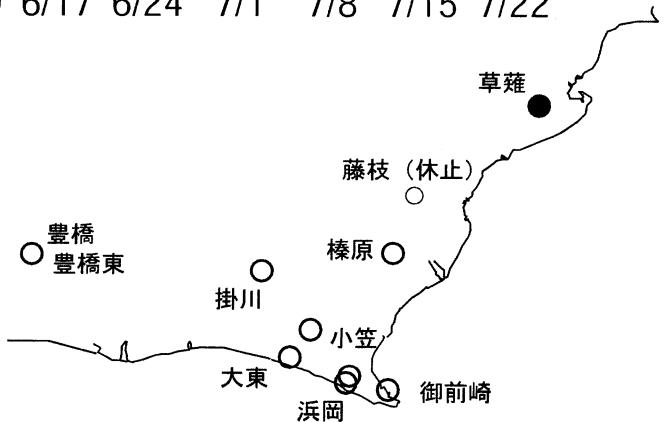 6/17 6/24 7/1 7/8 7/15 7/22
草薙
藤枝（休止）
豊橋
豊橋東
榛原
掛川
小笠
大東
御前崎
浜岡